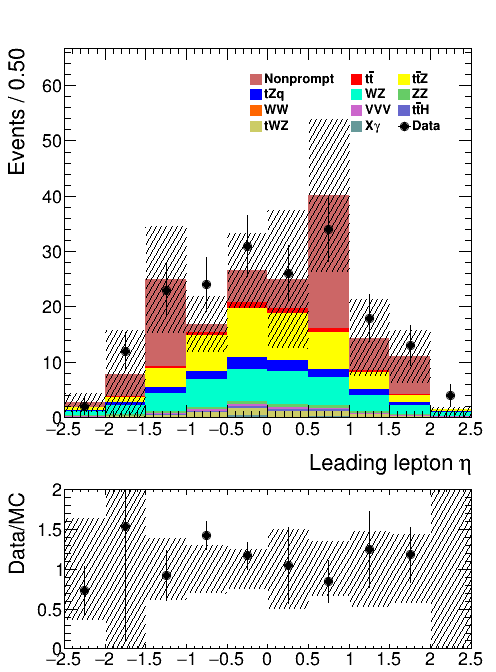 Events / 0.50
60
50
40
30
20
10
0
Nonprompt tt̄ tt̄Z
tZq WZ ZZ
WW VVV tt̄H
tWZ Xγ Data
−2.5 −2 −1.5 −1 −0.5 0 0.5 1 1.5 2 2.5
Leading lepton η
Data/MC
2
1.5
1
0.5
0
−2.5 −2 −1.5 −1 −0.5 0 0.5 1 1.5 2 2.5